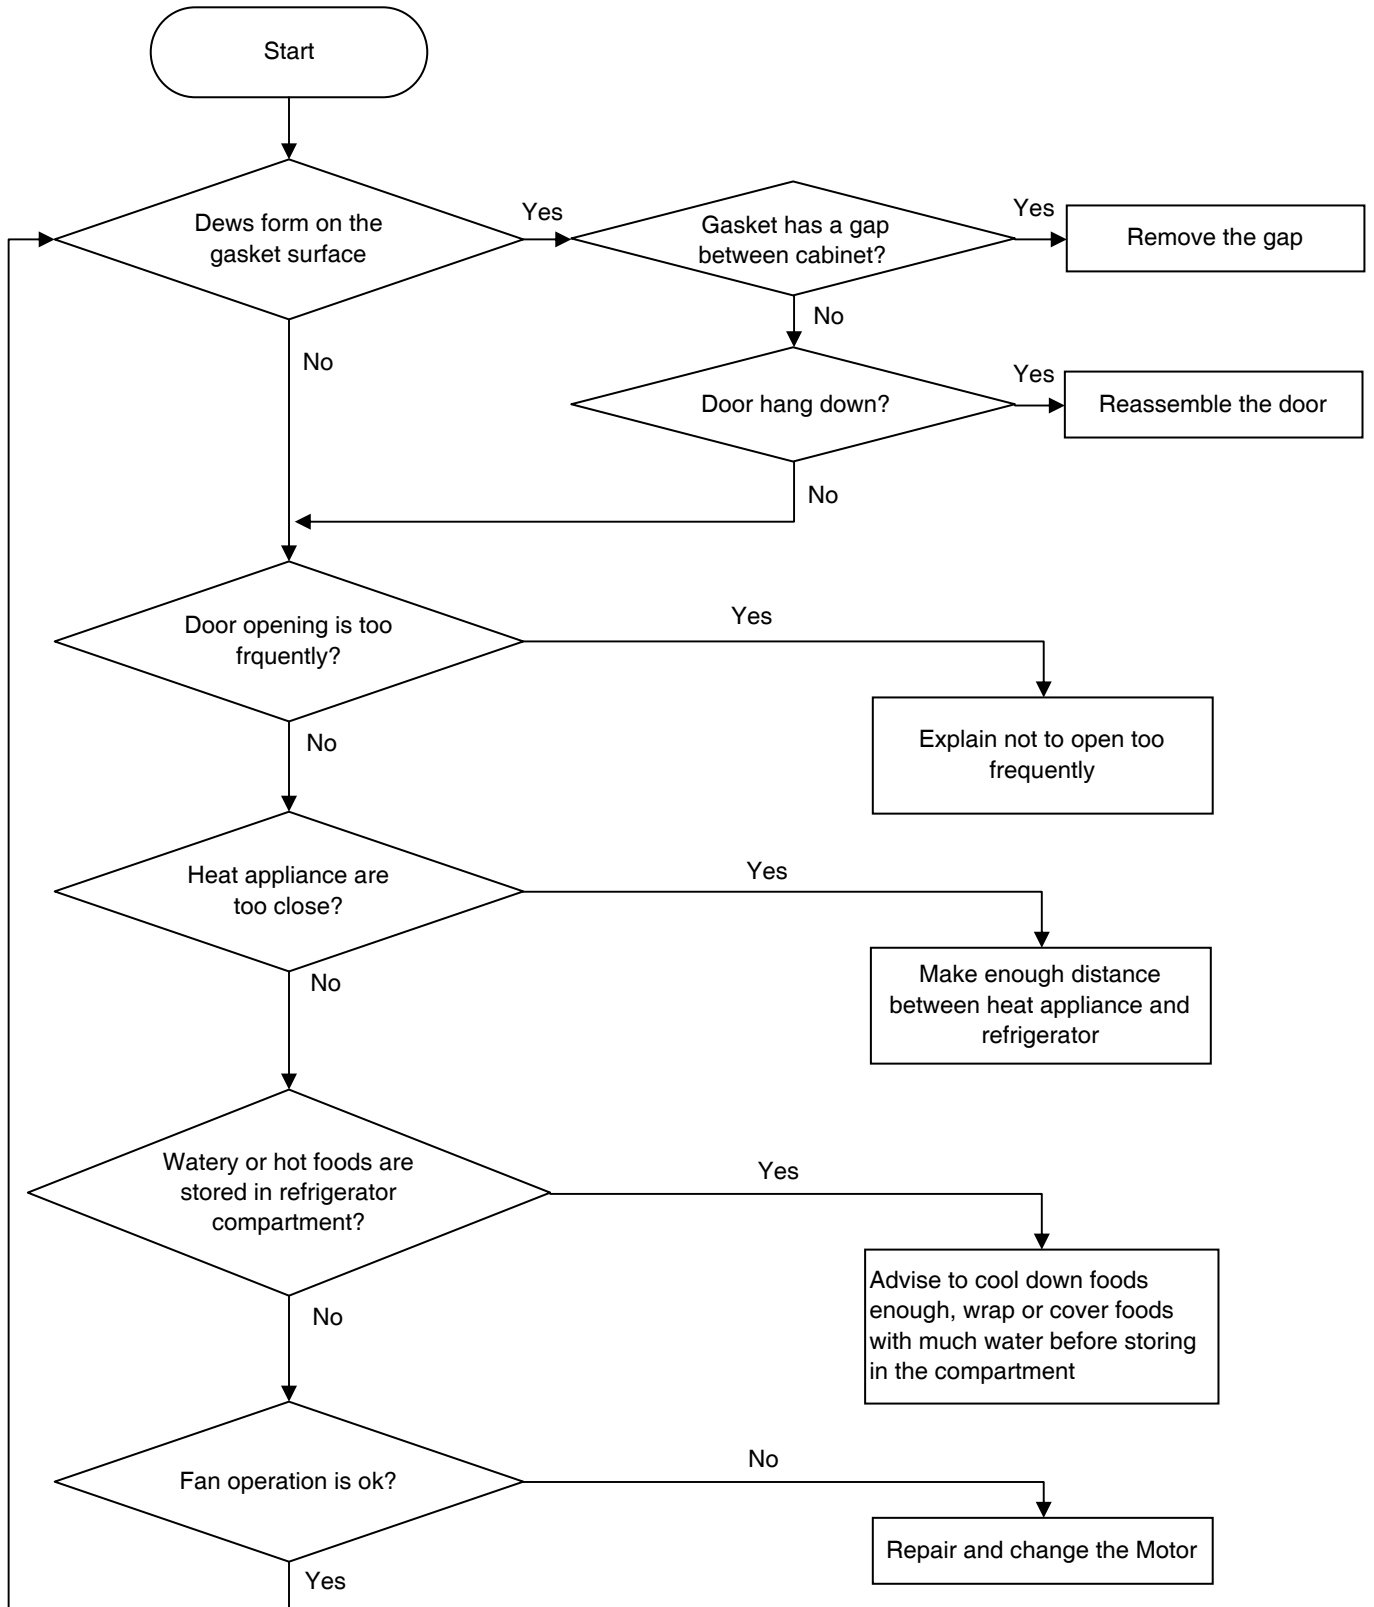 Start
Dews form on the
gasket surface
Yes
Gasket has a gap
between cabinet?
Yes
Remove the gap
No
No
Door hang down?
Yes
Reassemble the door
No
Door opening is too
frquently?
Yes
Explain not to open too
frequently
No
Heat appliance are
too close?
Yes
Make enough distance
between heat appliance and
refrigerator
No
Watery or hot foods are
stored in refrigerator
compartment?
Yes
Advise to cool down foods
enough, wrap or cover foods
with much water before storing
in the compartment
No
Fan operation is ok?
No
Repair and change the Motor
Yes